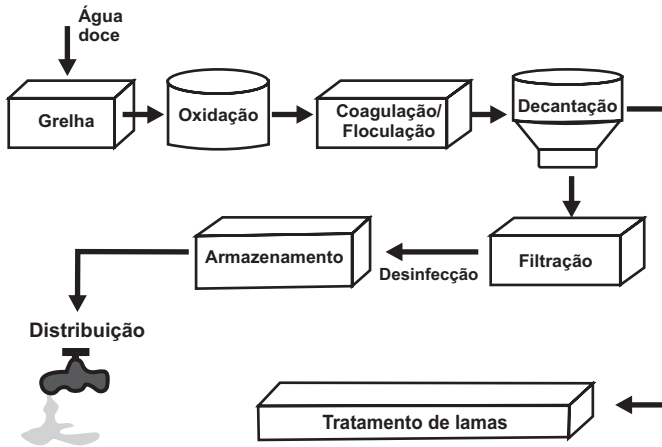 Água
doce
Grelha
Oxidação
Coagulação/
Floculação
Decantação
Armazenamento
Desinfecção
Filtração
Distribuição
Tratamento de lamas